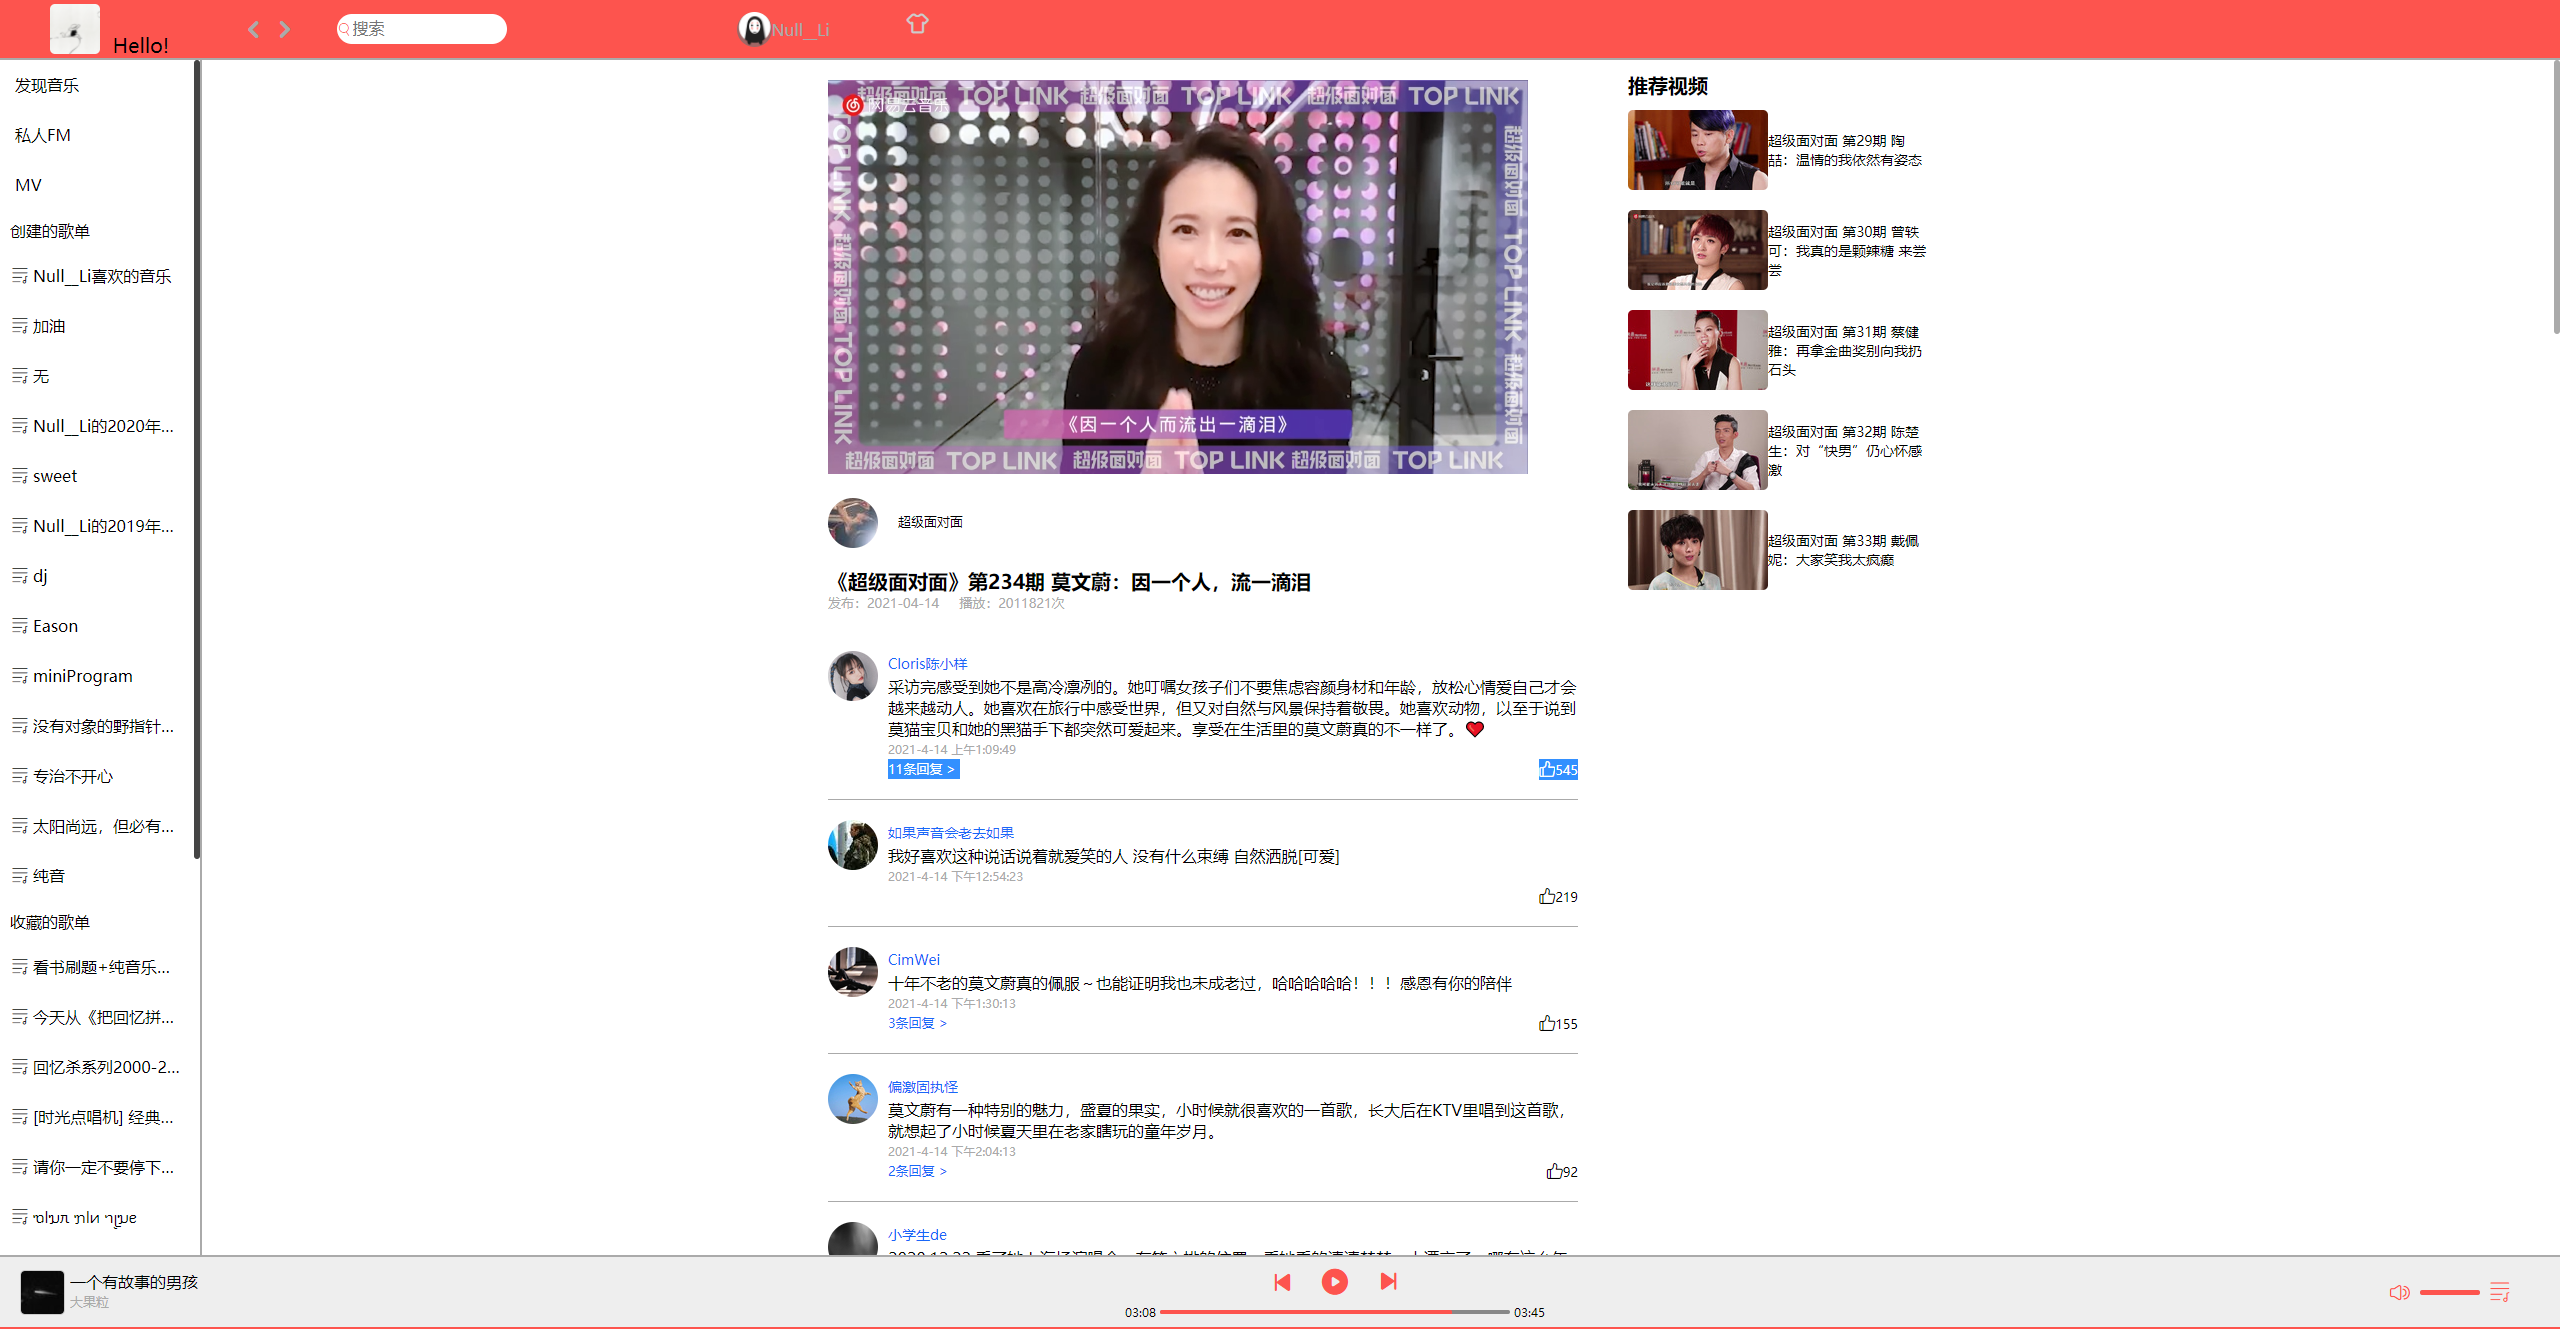 Hello!
搜索
Null__Li
发现音乐
私人FM
MV
创建的歌单
Null__Li喜欢的音乐
加油
无
Null__Li的2020年...
sweet
Null__Li的2019年...
dj
Eason
miniProgram
没有对象的野指针...
专治不开心
太阳尚远，但必有...
纯音
收藏的歌单
看书刷题+纯音乐...
今天从《把回忆拼...
回忆杀系列2000-2...
[时光点唱机] 经典...
请你一定不要停下...
网易云音乐
超级面对面 TOP LINK 超级面对面 TOP LINK 超级面对面 TOP LINK
TOP LINK 超级面对面 TOP LINK
超级面对面 TOP LINK 超级面对面
《因一个人而流出一滴泪》
超级面对面 TOP LINK 超级面对面 TOP LINK 超级面对面 TOP LINK
超级面对面
《超级面对面》第234期 莫文蔚：因一个人，流一滴泪
发布：2021-04-14 播放：2011821次
Cloris陈小样
采访完感受到她不是高冷凛冽的。她叮嘱女孩子们不要焦虑容颜身材和年龄，放松心情爱自己才会
越来越动人。她喜欢在旅行中感受世界，但又对自然与风景保持着敬畏。她喜欢动物，以至于说到
莫猫宝贝和她的黑猫手下都突然可爱起来。享受在生活里的莫文蔚真的不一样了。❤
2021-4-14 上午1:09:49
11条回复 >
545
如果声音会老去如果
我好喜欢这种说话说着就爱笑的人 没有什么束缚 自然洒脱[可爱]
2021-4-14 下午12:54:23
219
CimWei
十年不老的莫文蔚真的佩服～也能证明我也未成老过，哈哈哈哈哈！！！感恩有你的陪伴
2021-4-14 下午1:30:13
3条回复 >
155
偏激固执怪
莫文蔚有一种特别的魅力，盛夏的果实，小时候就很喜欢的一首歌，长大后在KTV里唱到这首歌，
就想起了小时候夏天里在老家瞎玩的童年岁月。
2021-4-14 下午2:04:13
2条回复 >
92
小学生de
推荐视频
超级面对面 第29期 陶
喆：温情的我依然有姿态
超级面对面 第30期 曾轶
可：我真的是颗辣糖 来尝
尝
超级面对面 第31期 蔡健
雅：再拿金曲奖别向我扔
石头
超级面对面 第32期 陈楚
生：对“快男”仍心怀感
激
超级面对面 第33期 戴佩
妮：大家笑我太疯癫
一个有故事的男孩
大果粒
03:08
03:45